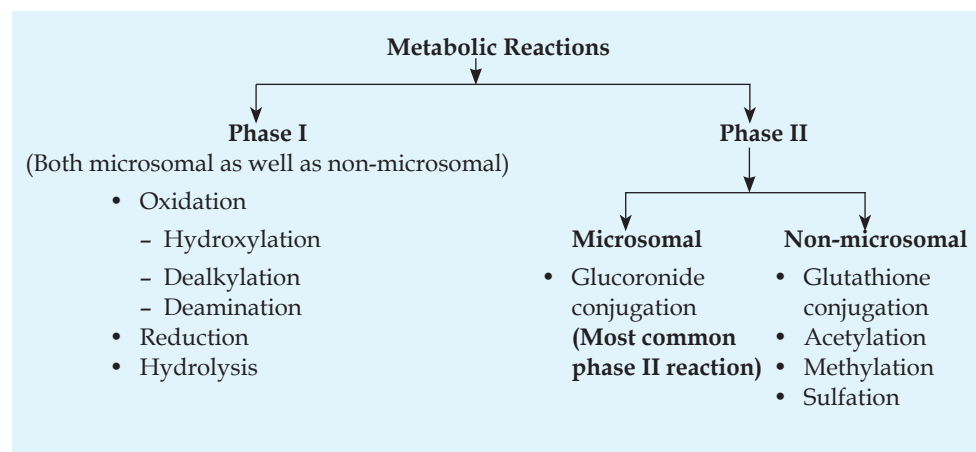 Metabolic Reactions
Phase I
(Both microsomal as well as non-microsomal)
• Oxidation
– Hydroxylation
– Dealkylation
– Deamination
• Reduction
• Hydrolysis
Phase II
Microsomal
• Glucoronide
conjugation
(Most common
phase II reaction)
Non-microsomal
• Glutathione
conjugation
• Acetylation
• Methylation
• Sulfation